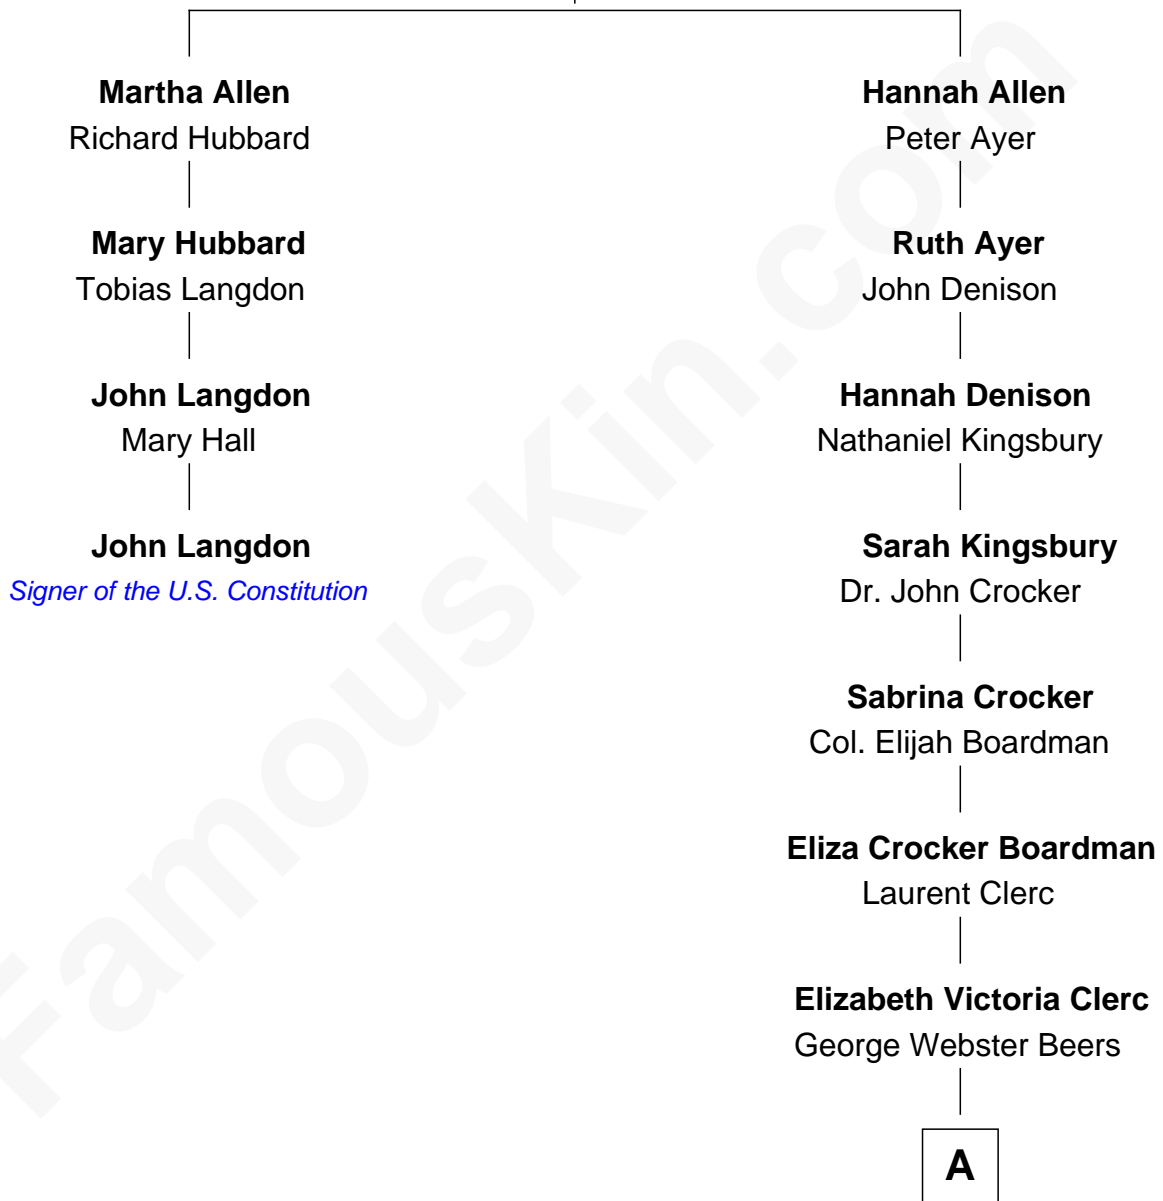 Martha Allen
Richard Hubbard
Mary Hubbard
Tobias Langdon
John Langdon
Mary Hall
John Langdon
Signer of the U.S. Constitution
Hannah Allen
Peter Ayer
Ruth Ayer
John Denison
Hannah Denison
Nathaniel Kingsbury
Sarah Kingsbury
Dr. John Crocker
Sabrina Crocker
Col. Elijah Boardman
Eliza Crocker Boardman
Laurent Clerc
Elizabeth Victoria Clerc
George Webster Beers
A
FamousKin.com